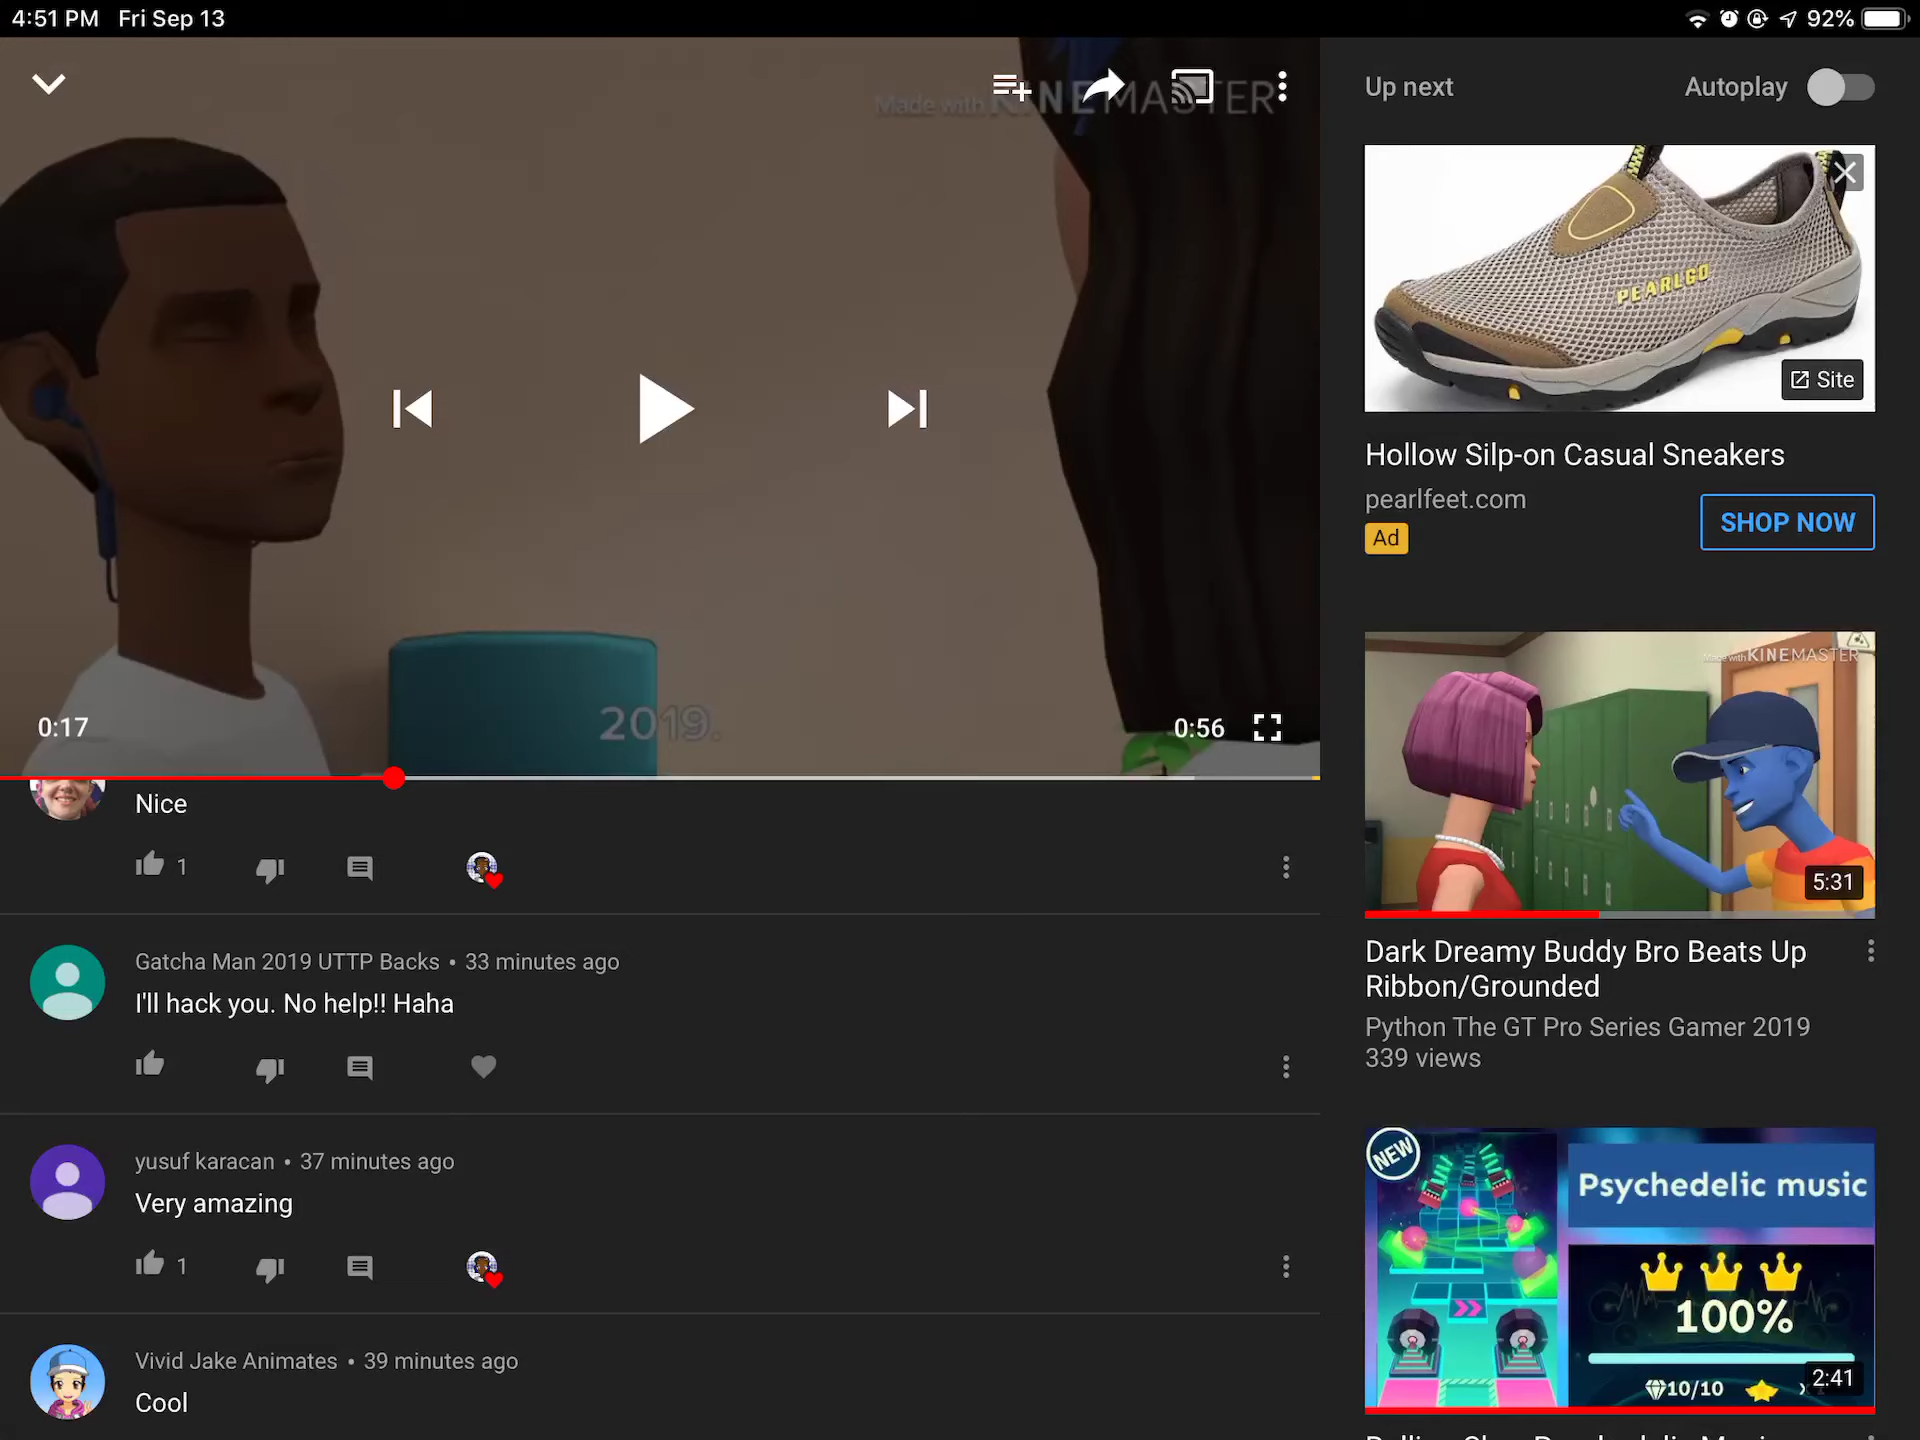 4:51 PM Fri Sep 13
92%
Made with KINEMASTER
2019.
0:17
0:56
Nice
1
Gatcha Man 2019 UTTP Backs • 33 minutes ago
I'll hack you. No help!! Haha
yusuf karacan • 37 minutes ago
Very amazing
1
Vivid Jake Animates • 39 minutes ago
Cool
Up next
Autoplay
PEARLGO
Site
Hollow Silp-on Casual Sneakers
pearlfeet.com
Ad
SHOP NOW
Made with KINEMASTER
5:31
Dark Dreamy Buddy Bro Beats Up
Ribbon/Grounded
Python The GT Pro Series Gamer 2019
339 views
NEW
Psychedelic music
100%
10/10
2:41